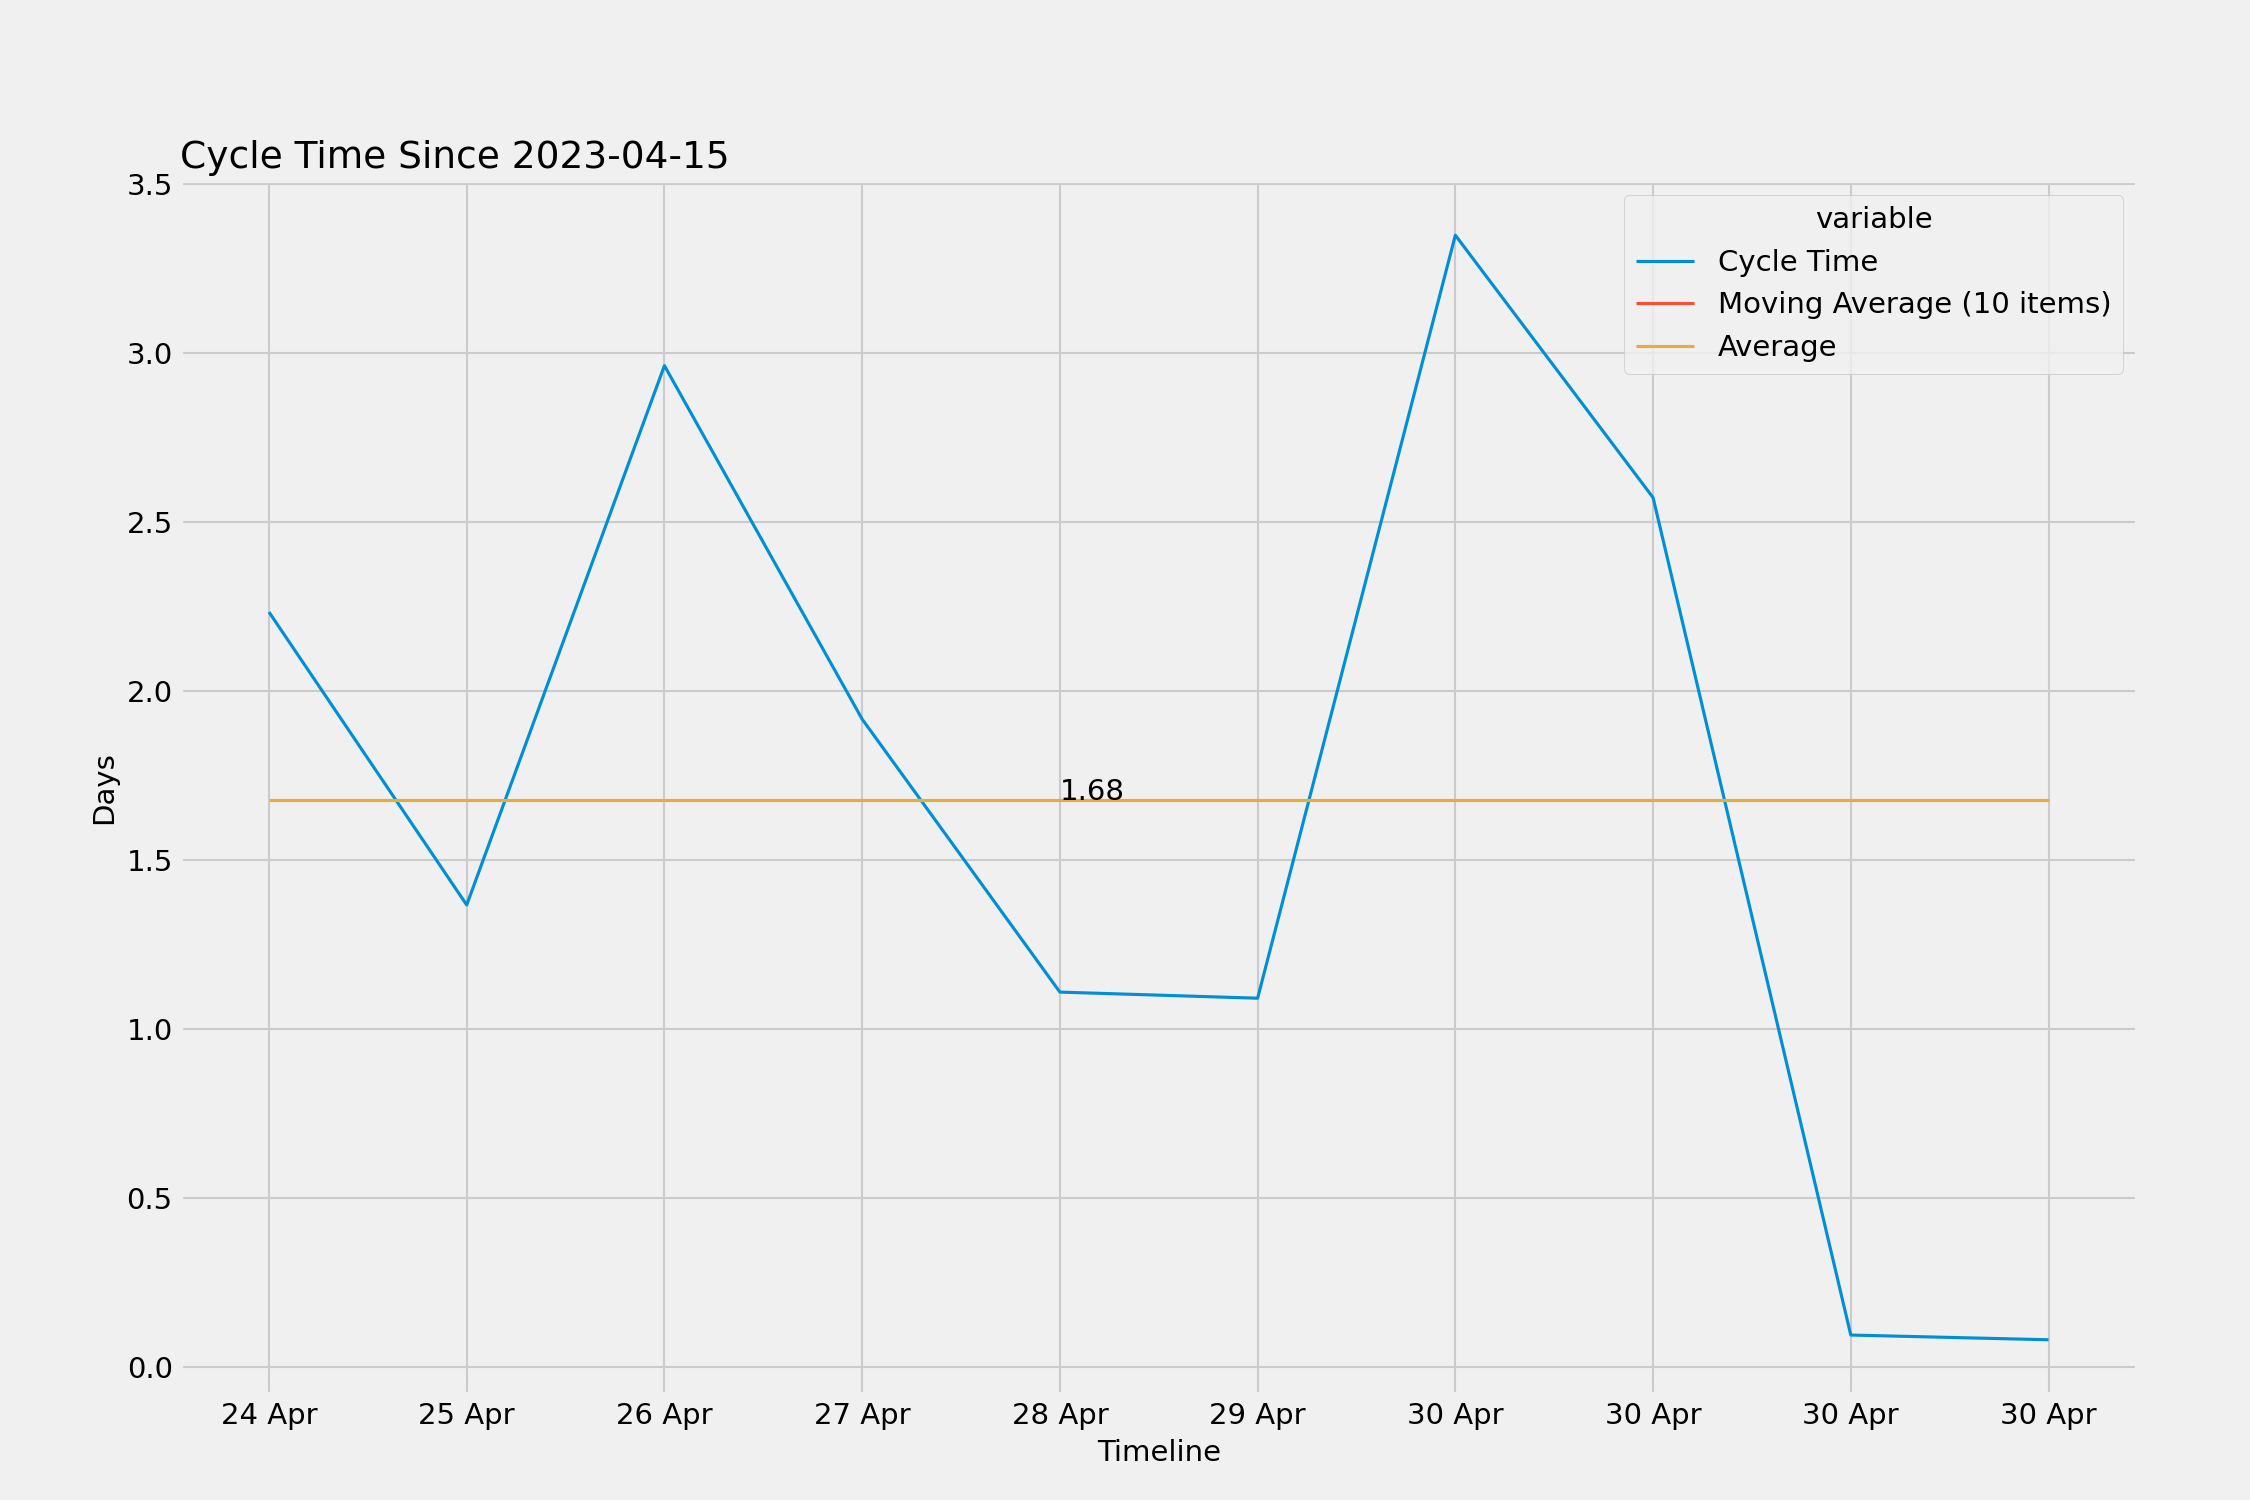 Cycle Time Since 2023-04-15
3.5
3.0
2.5
2.0
1.5
1.0
0.5
0.0
Days
variable
Cycle Time
Moving Average (10 items)
Average
1.68
24 Apr 25 Apr 26 Apr 27 Apr 28 Apr 29 Apr 30 Apr 30 Apr 30 Apr 30 Apr
Timeline